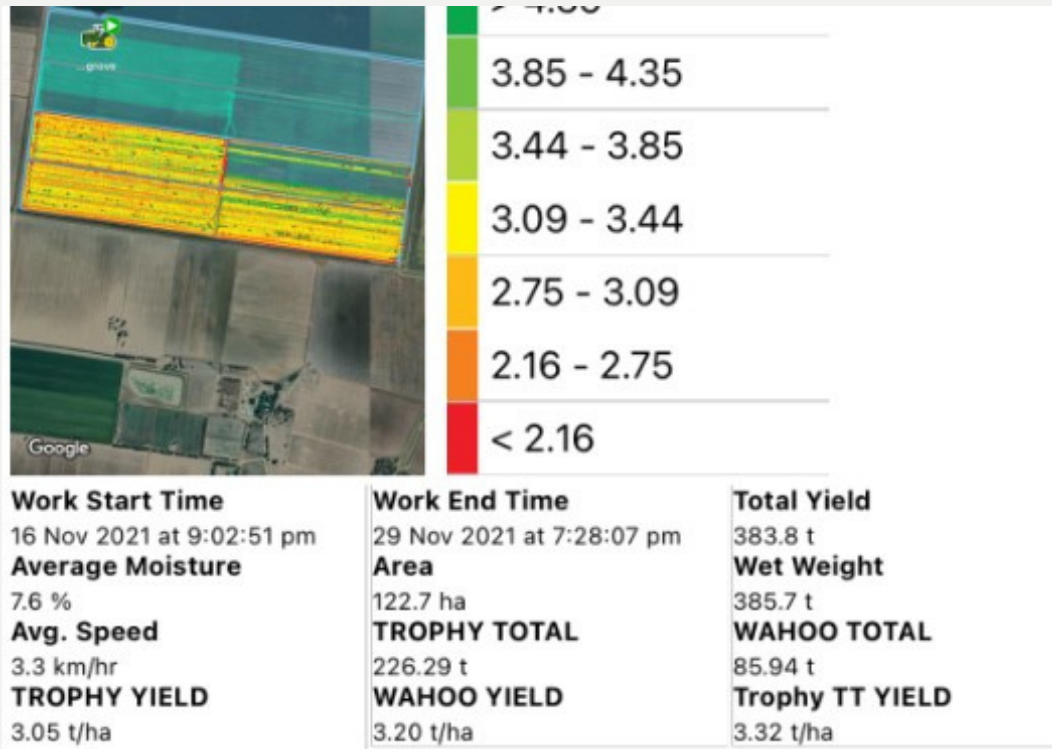 ...grove
3.85 - 4.35
3.44 - 3.85
3.09 - 3.44
2.75 - 3.09
2.16 - 2.75
< 2.16
Google
Work Start Time
16 Nov 2021 at 9:02:51 pm
Work End Time
29 Nov 2021 at 7:28:07 pm
Total Yield
383.8 t
Average Moisture
7.6 %
Area
122.7 ha
Wet Weight
385.7 t
Avg. Speed
3.3 km/hr
TROPHY TOTAL
226.29 t
WAHOO TOTAL
85.94 t
TROPHY YIELD
3.05 t/ha
WAHOO YIELD
3.20 t/ha
Trophy TT YIELD
3.32 t/ha